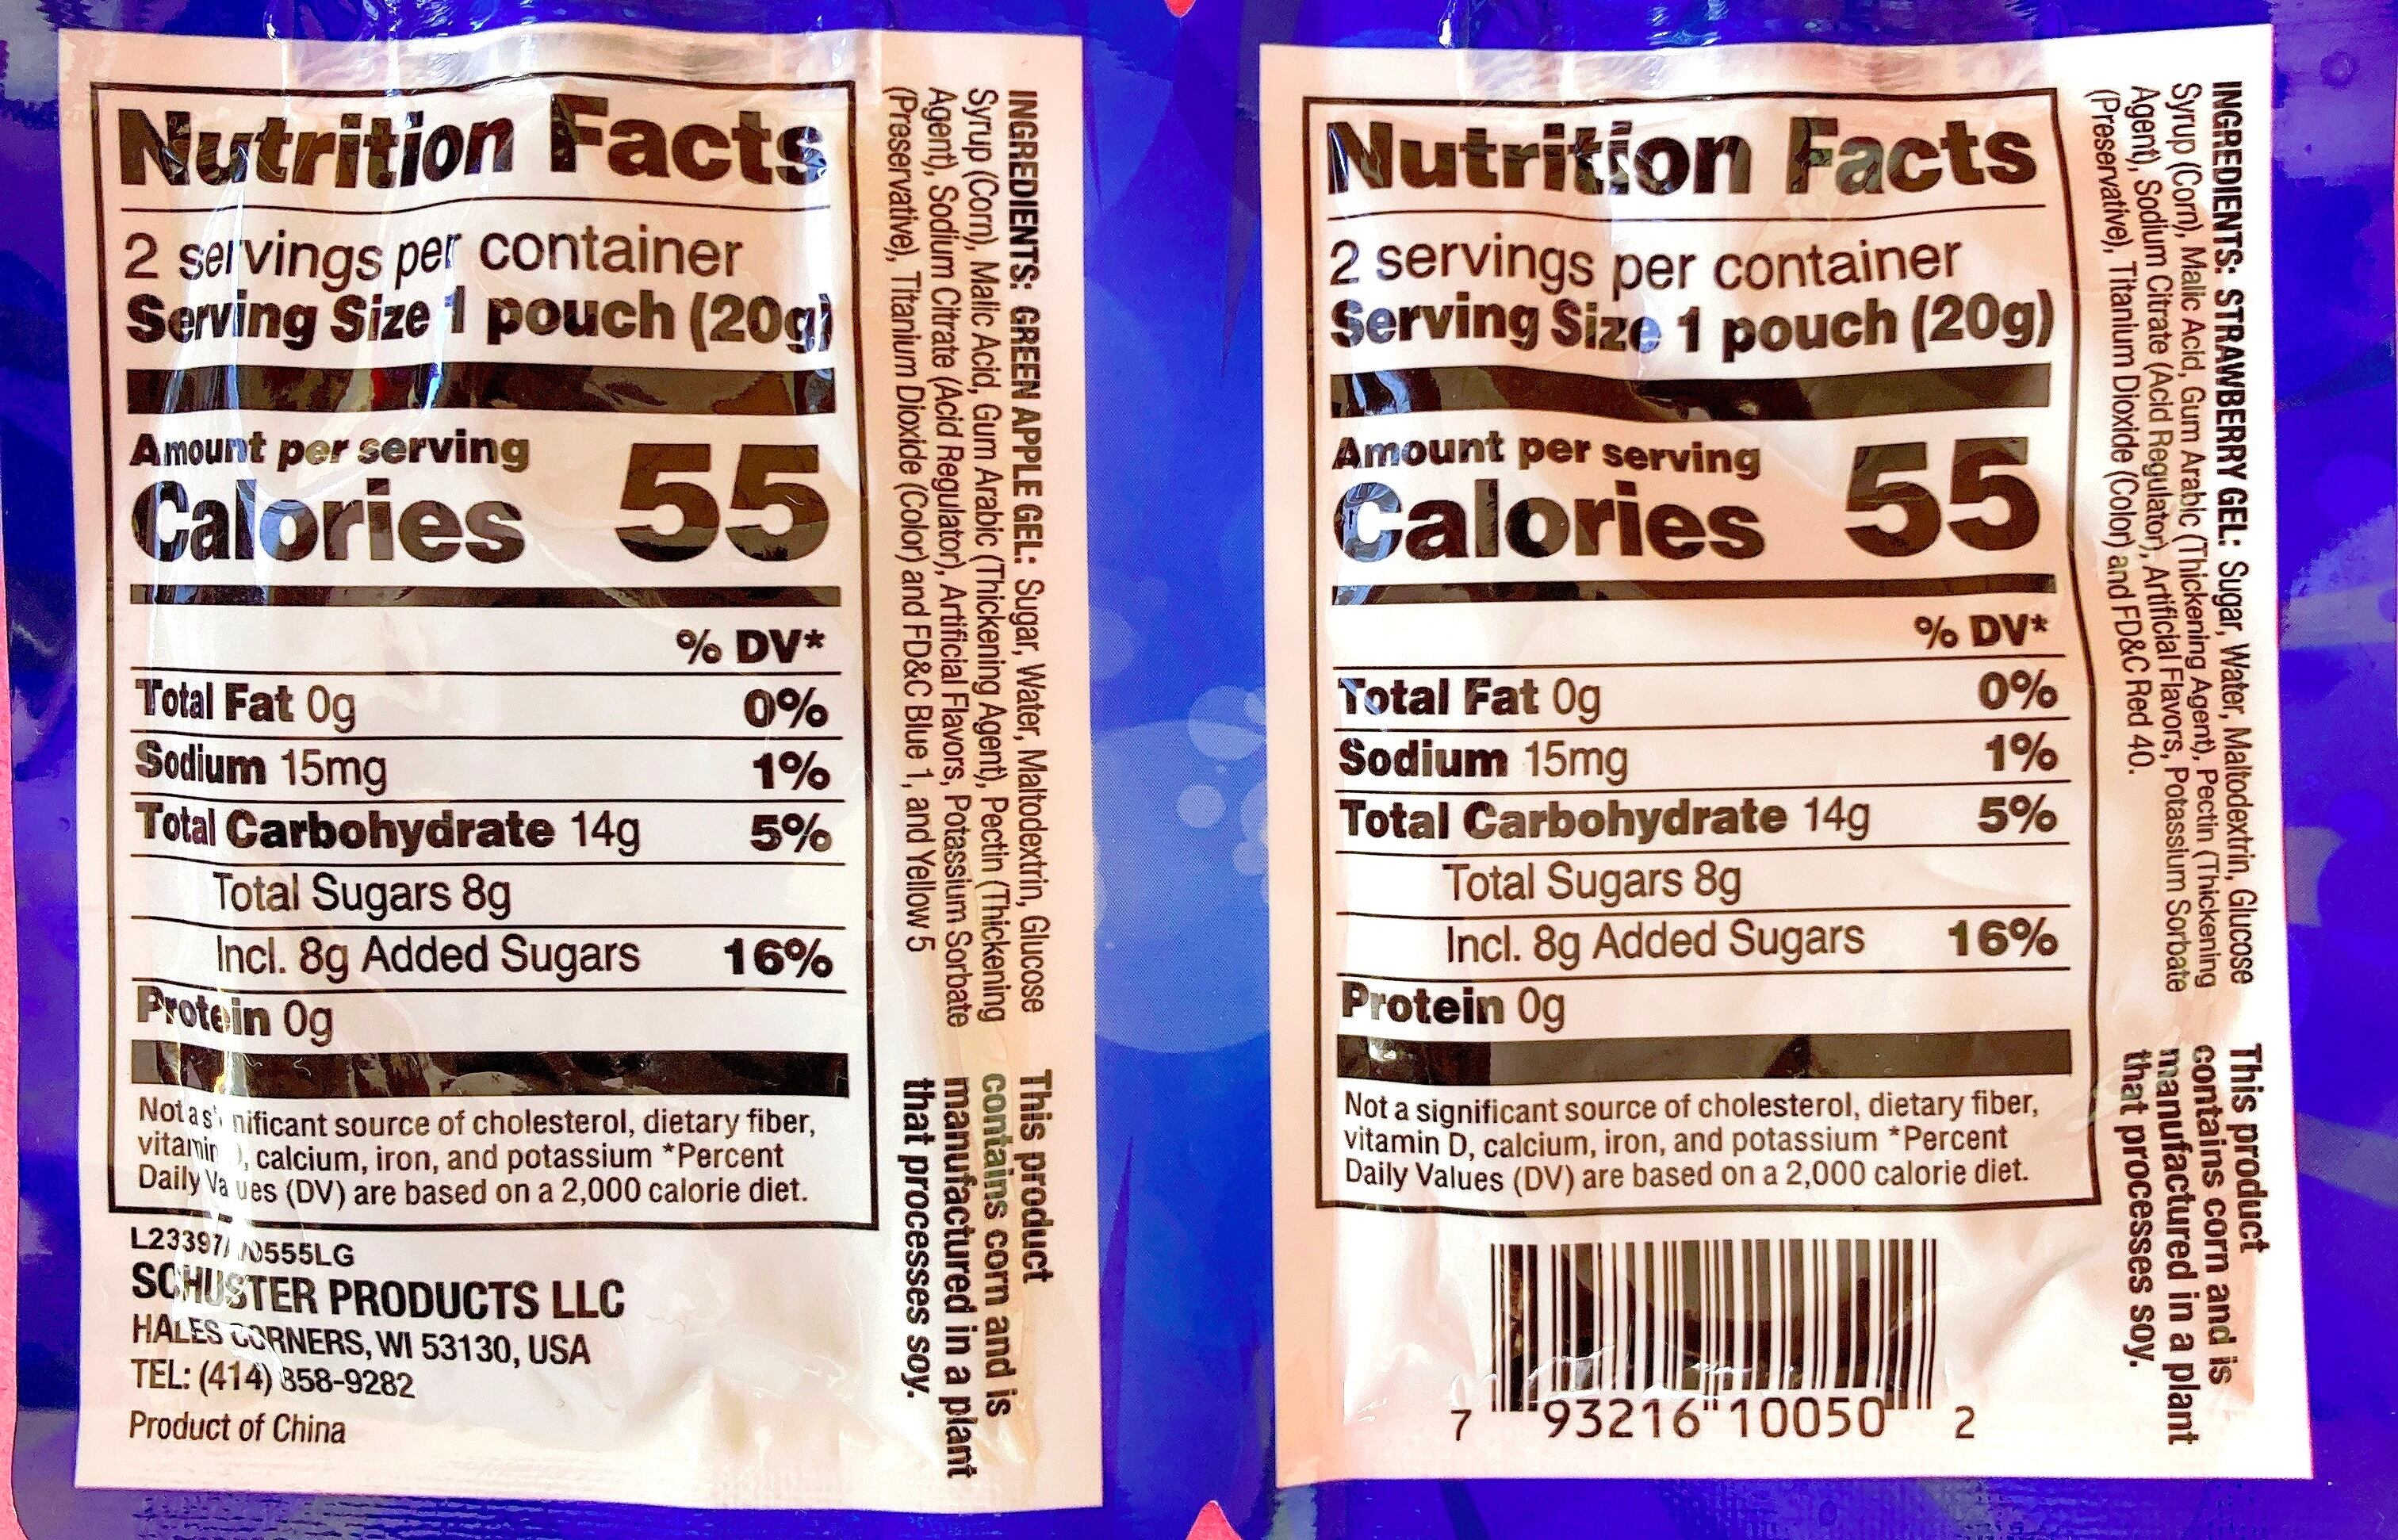 Nutrition Facts
2 servings per container
Serving Size 1 pouch (20g)
Amount per serving
Calories 55
% DV*
Total Fat 0g 0%
Sodium 15mg 1%
Total Carbohydrate 14g 5%
Total Sugars 8g
Incl. 8g Added Sugars 16%
Protein 0g
Not a significant source of cholesterol, dietary fiber,
vitamin D, calcium, iron, and potassium *Percent
Daily Values (DV) are based on a 2,000 calorie diet.
SCHUSTER PRODUCTS LLC
HALES CORNERS, WI 53130, USA
TEL: (414) 858-9282
Product of China
INGREDIENTS: GREEN APPLE GEL: Sugar, Water, Maltodextrin, Glucose
Syrup (Corn), Malic Acid, Gum Arabic (Thickening Agent), Pectin (Thickening
Agent), Sodium Citrate (Acid Regulator), Artificial Flavors, Potassium Sorbate
(Preservative), Titanium Dioxide (Color) and FD&C Blue 1, and Yellow 5
This product
contains corn and is
manufactured in a plant
that processes soy.
Nutrition Facts
2 servings per container
Serving Size 1 pouch (20g)
Amount per serving
Calories 55
% DV*
Total Fat 0g 0%
Sodium 15mg 1%
Total Carbohydrate 14g 5%
Total Sugars 8g
Incl. 8g Added Sugars 16%
Protein 0g
Not a significant source of cholesterol, dietary fiber,
vitamin D, calcium, iron, and potassium *Percent
Daily Values (DV) are based on a 2,000 calorie diet.
7 93216 10050 2
INGREDIENTS: STRAWBERRY GEL: Sugar, Water, Maltodextrin, Glucose
Syrup (Corn), Malic Acid, Gum Arabic (Thickening Agent), Pectin (Thickening
Agent), Sodium Citrate (Acid Regulator), Artificial Flavors, Potassium Sorbate
(Preservative), Titanium Dioxide (Color) and FD&C Red 40.
This product
contains corn and is
manufactured in a plant
that processes soy.